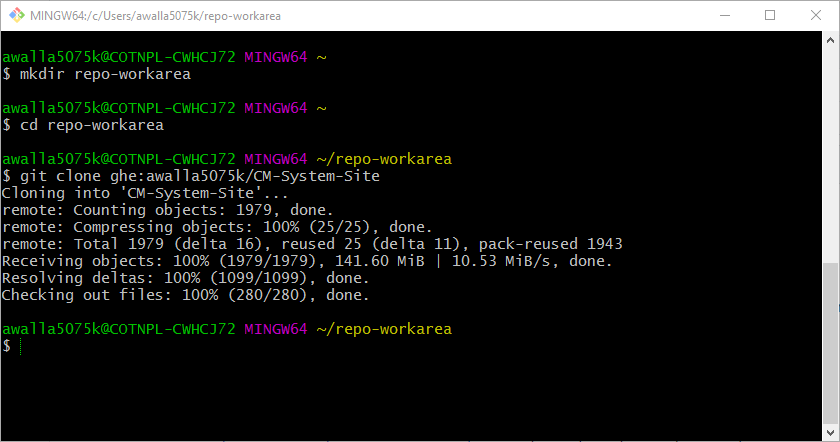 MINGW64:/c/Users/awalla5075k/repo-workarea
awalla5075k@COTNPL-CWHCJ72 MINGW64 ~
$ mkdir repo-workarea
awalla5075k@COTNPL-CWHCJ72 MINGW64 ~
$ cd repo-workarea
awalla5075k@COTNPL-CWHCJ72 MINGW64 ~/repo-workarea
$ git clone ghe:awalla5075k/CM-System-Site
Cloning into 'CM-System-Site'...
remote: Counting objects: 1979, done.
remote: Compressing objects: 100% (25/25), done.
remote: Total 1979 (delta 16), reused 25 (delta 11), pack-reused 1943
Receiving objects: 100% (1979/1979), 141.60 MiB | 10.53 MiB/s, done.
Resolving deltas: 100% (1099/1099), done.
Checking out files: 100% (280/280), done.
awalla5075k@COTNPL-CWHCJ72 MINGW64 ~/repo-workarea
$